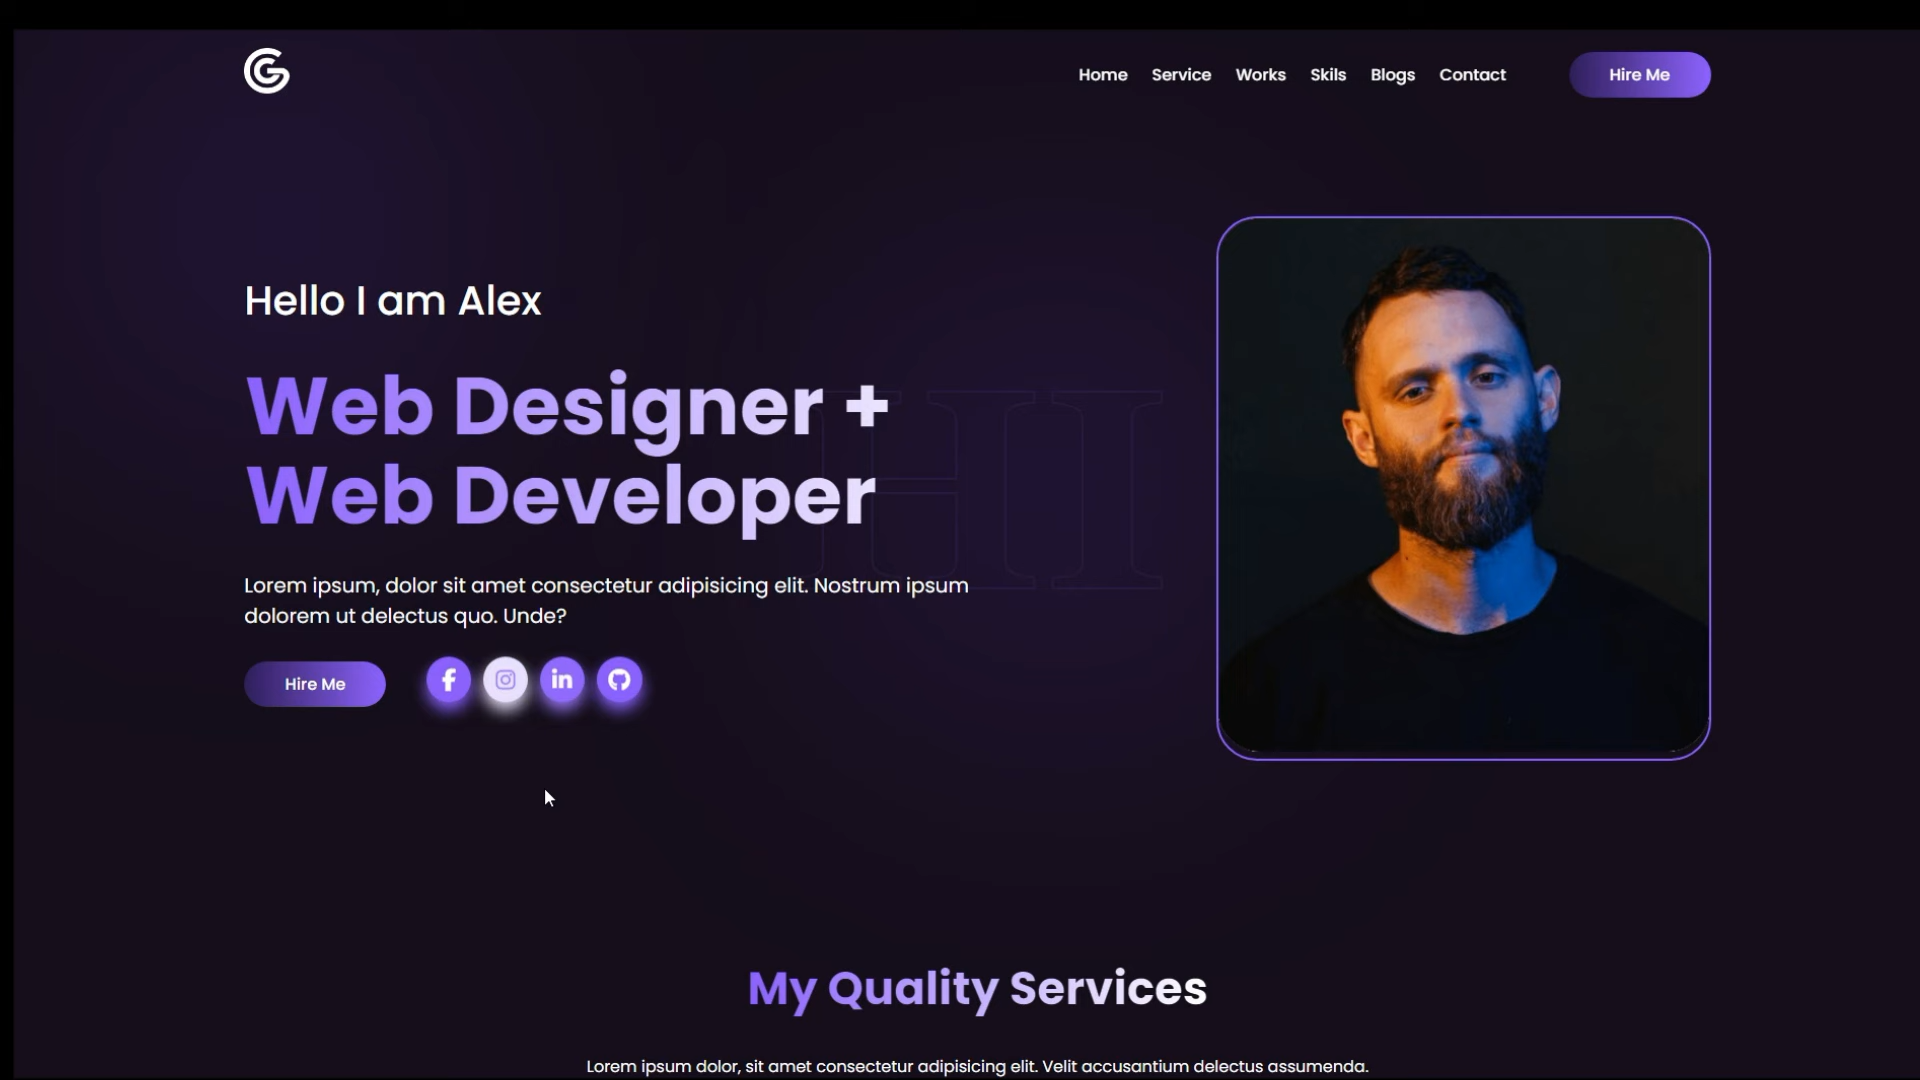 Home Service Works Skils Blogs Contact Hire Me
Hello I am Alex
Web Designer +
Web Developer
HI
Lorem ipsum, dolor sit amet consectetur adipisicing elit. Nostrum ipsum
dolorem ut delectus quo. Unde?
Hire Me
My Quality Services
Lorem ipsum dolor, sit amet consectetur adipisicing elit. Velit accusantium delectus assumenda.